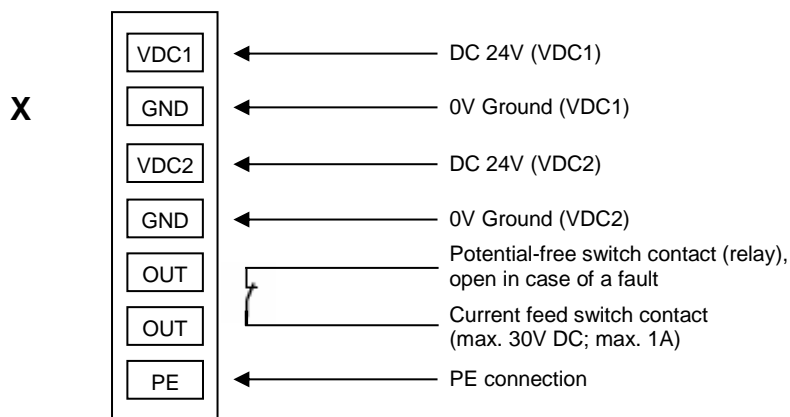 VDC1 DC 24V (VDC1)
X GND 0V Ground (VDC1)
VDC2 DC 24V (VDC2)
GND 0V Ground (VDC2)
Potential-free switch contact (relay),
OUT open in case of a fault
OUT Current feed switch contact
(max. 30V DC; max. 1A)
PE PE connection